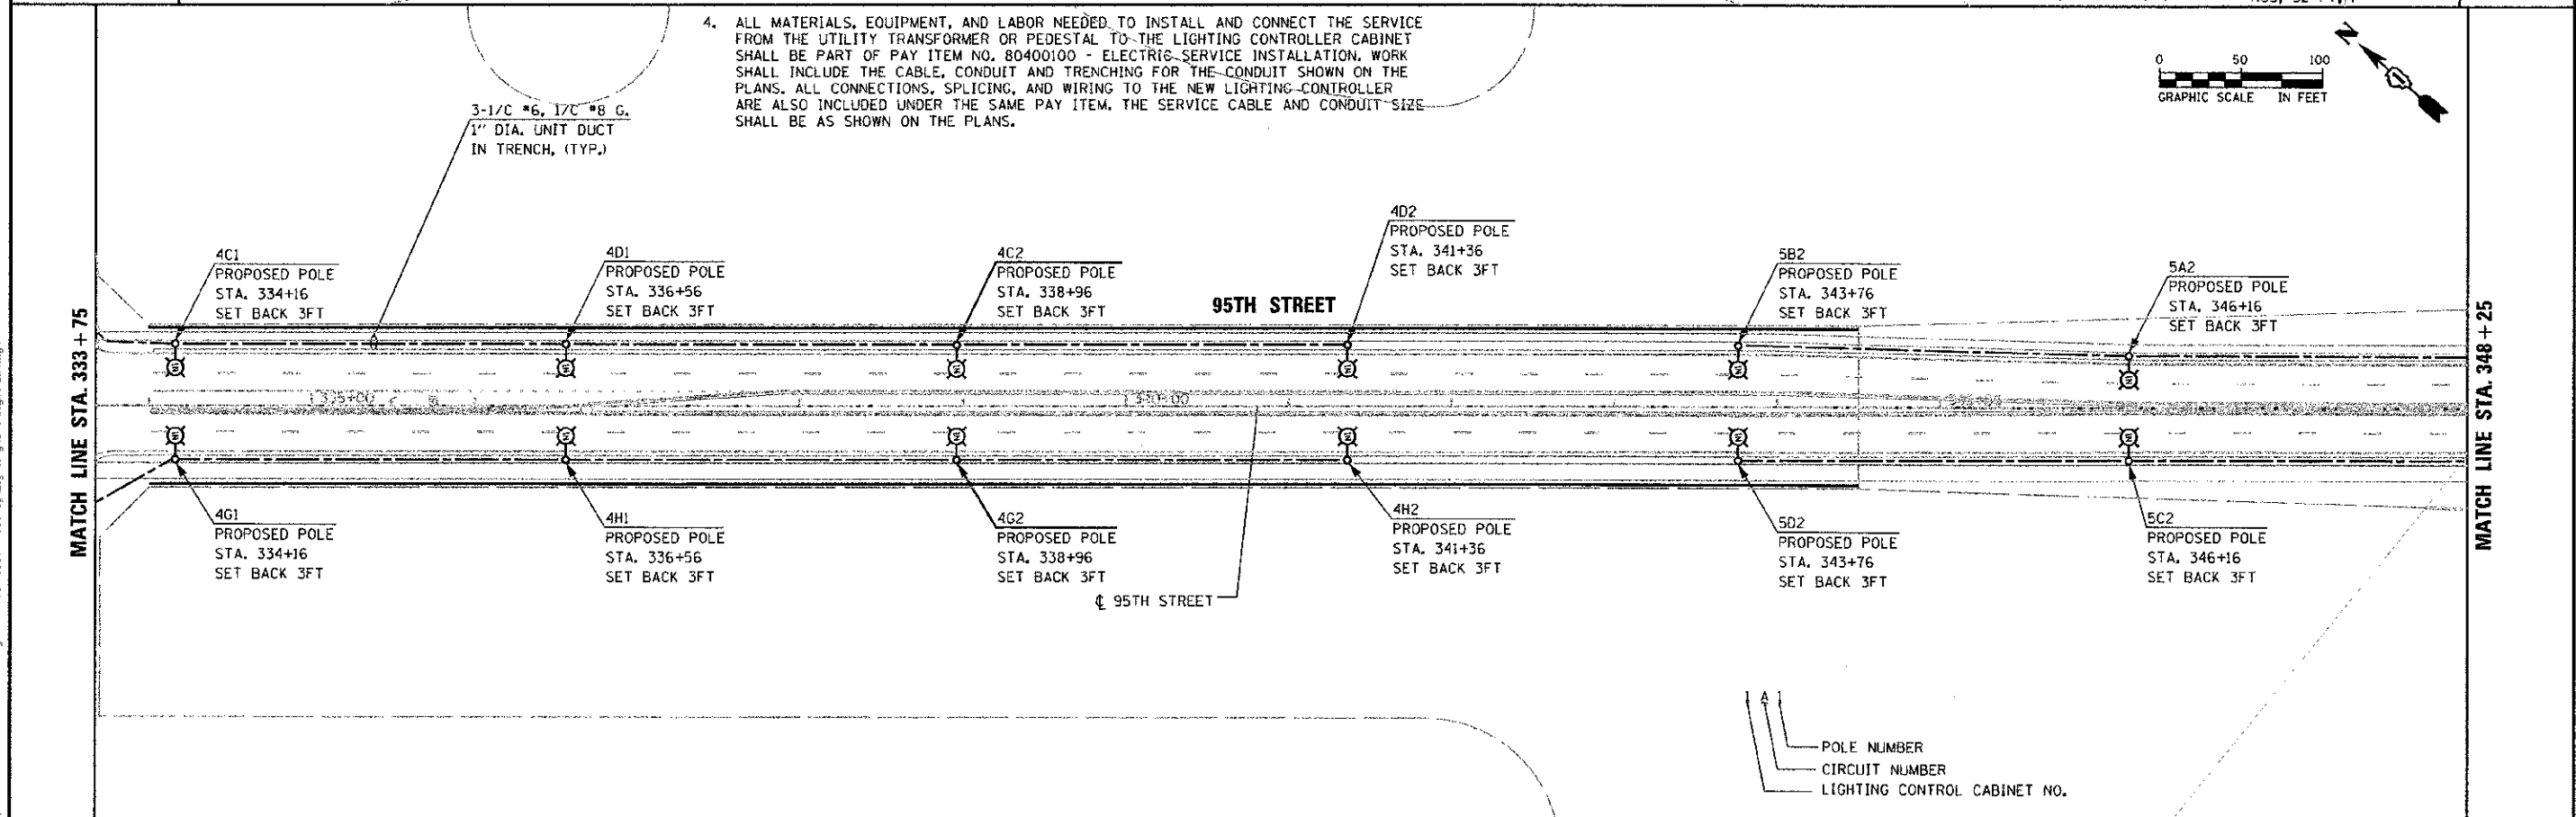 4. ALL MATERIALS, EQUIPMENT, AND LABOR NEEDED TO INSTALL AND CONNECT THE SERVICE
FROM THE UTILITY TRANSFORMER OR PEDESTAL TO THE LIGHTING CONTROLLER CABINET
SHALL BE PART OF PAY ITEM NO. 80400100 - ELECTRIC SERVICE INSTALLATION. WORK
SHALL INCLUDE THE CABLE, CONDUIT AND TRENCHING FOR THE CONDUIT SHOWN ON THE
PLANS. ALL CONNECTIONS, SPLICING, AND WIRING TO THE NEW LIGHTING CONTROLLER
ARE ALSO INCLUDED UNDER THE SAME PAY ITEM. THE SERVICE CABLE AND CONDUIT SIZE
SHALL BE AS SHOWN ON THE PLANS.
N
0 50 100
GRAPHIC SCALE IN FEET
3-1/C #6, 1/C #8 G.
1" DIA. UNIT DUCT
IN TRENCH, (TYP.)
4C1
PROPOSED POLE
STA. 334+16
SET BACK 3FT
4D1
PROPOSED POLE
STA. 336+56
SET BACK 3FT
4C2
PROPOSED POLE
STA. 338+96
SET BACK 3FT
4D2
PROPOSED POLE
STA. 341+36
SET BACK 3FT
5B2
PROPOSED POLE
STA. 343+76
SET BACK 3FT
5A2
PROPOSED POLE
STA. 346+16
SET BACK 3FT
95TH STREET
MATCH LINE STA. 333+75
MATCH LINE STA. 348+25
335+00
340+00
4G1
PROPOSED POLE
STA. 334+16
SET BACK 3FT
4H1
PROPOSED POLE
STA. 336+56
SET BACK 3FT
4G2
PROPOSED POLE
STA. 338+96
SET BACK 3FT
4H2
PROPOSED POLE
STA. 341+36
SET BACK 3FT
5D2
PROPOSED POLE
STA. 343+76
SET BACK 3FT
5C2
PROPOSED POLE
STA. 346+16
SET BACK 3FT
℄ 95TH STREET
1 A 1
POLE NUMBER
CIRCUIT NUMBER
LIGHTING CONTROL CABINET NO.